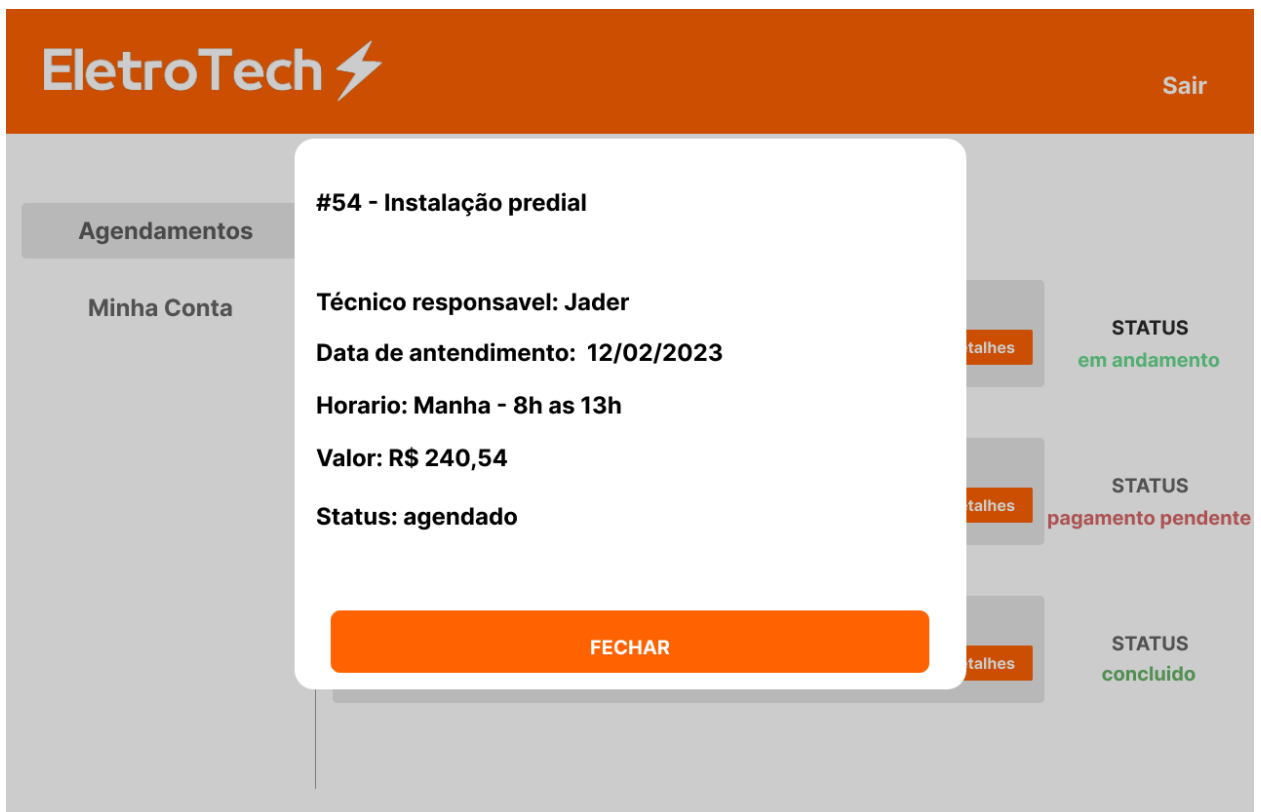 EletroTech
Sair
Agendamentos
Minha Conta
#54 - Instalação predial
Técnico responsavel: Jader
Data de antendimento: 12/02/2023
Horario: Manha - 8h as 13h
Valor: R$ 240,54
Status: agendado
FECHAR
talhes
STATUS
em andamento
talhes
STATUS
pagamento pendente
talhes
STATUS
concluido